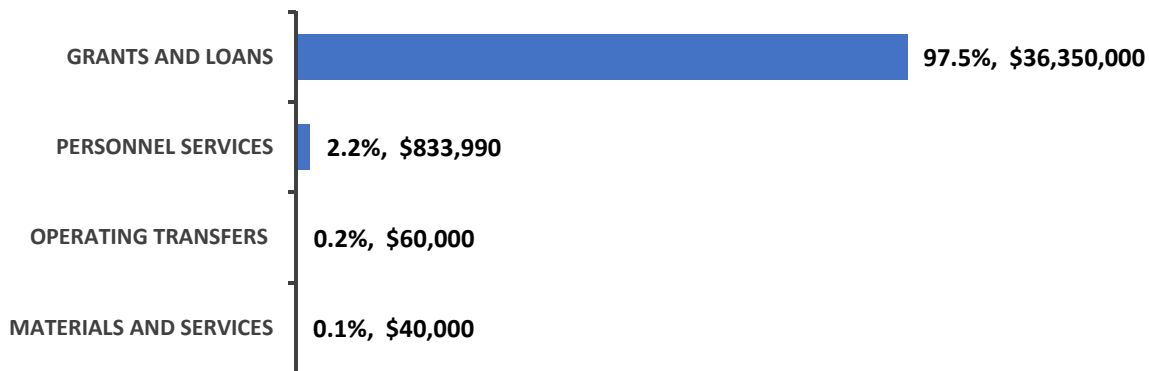 GRANTS AND LOANS 97.5%, $36,350,000
PERSONNEL SERVICES 2.2%, $833,990
OPERATING TRANSFERS 0.2%, $60,000
MATERIALS AND SERVICES 0.1%, $40,000